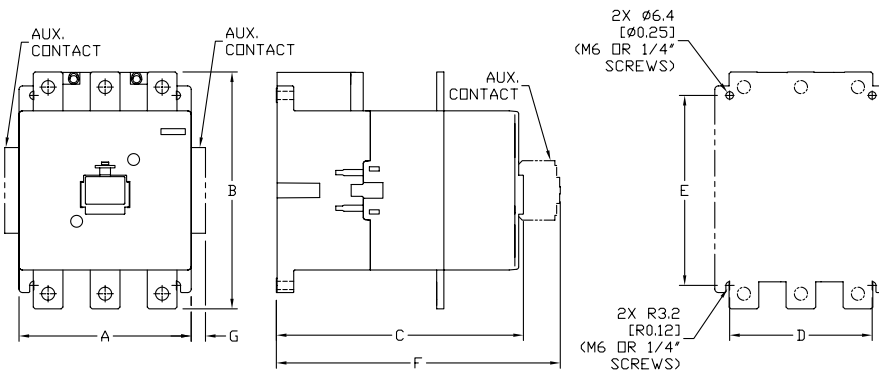 AUX.
CONTACT
AUX.
CONTACT
B
A
G
AUX.
CONTACT
C
F
2X Ø6.4
[Ø0.25]
(M6 OR 1/4"
SCREWS)
E
2X R3.2
[R0.12]
(M6 OR 1/4"
SCREWS)
D